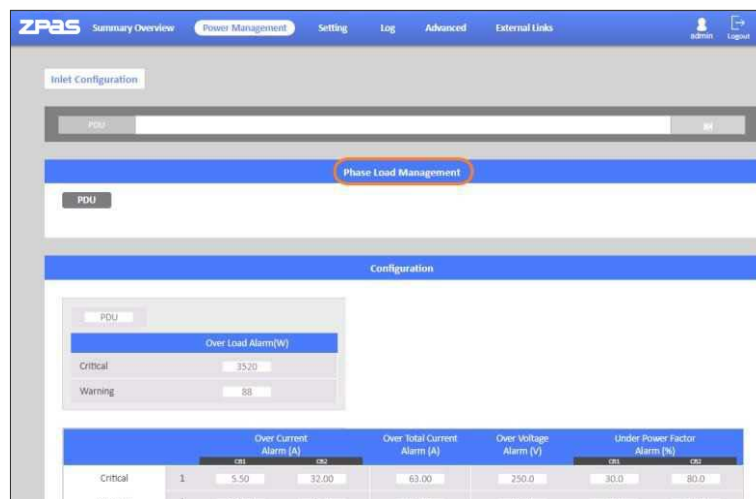 ZPAS Summary Overview Power Management Setting Log Advanced External Links admin Logout
Inlet Configuration
PDU
Phase Load Management
PDU
Configuration
PDU
Over Load Alarm(W)
Critical 3520
Warning 88
Over Current Over Total Current Over Voltage Under Power Factor
Alarm (A) Alarm (A) Alarm (V) Alarm (%)
CB1 CB2 CB1 CB2
Critical 1 5.50 32.00 63.00 250.0 30.0 80.0